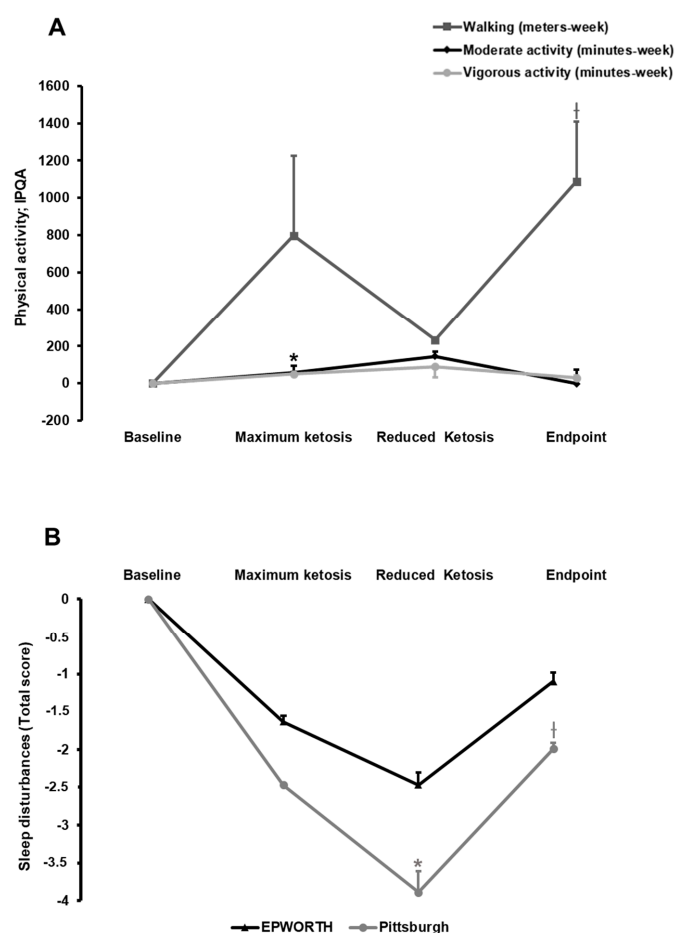 A
Walking (meters-week)
Moderate activity (minutes-week)
Vigorous activity (minutes-week)
Physical activity; IPQA
1600
1400
1200
1000
800
600
400
200
0
-200
*
ƚ
Baseline Maximum ketosis Reduced Ketosis Endpoint
B
Baseline Maximum ketosis Reduced Ketosis Endpoint
Sleep disturbances (Total score)
0
-0.5
-1
-1.5
-2
-2.5
-3
-3.5
-4
ƚ
*
EPWORTH Pittsburgh